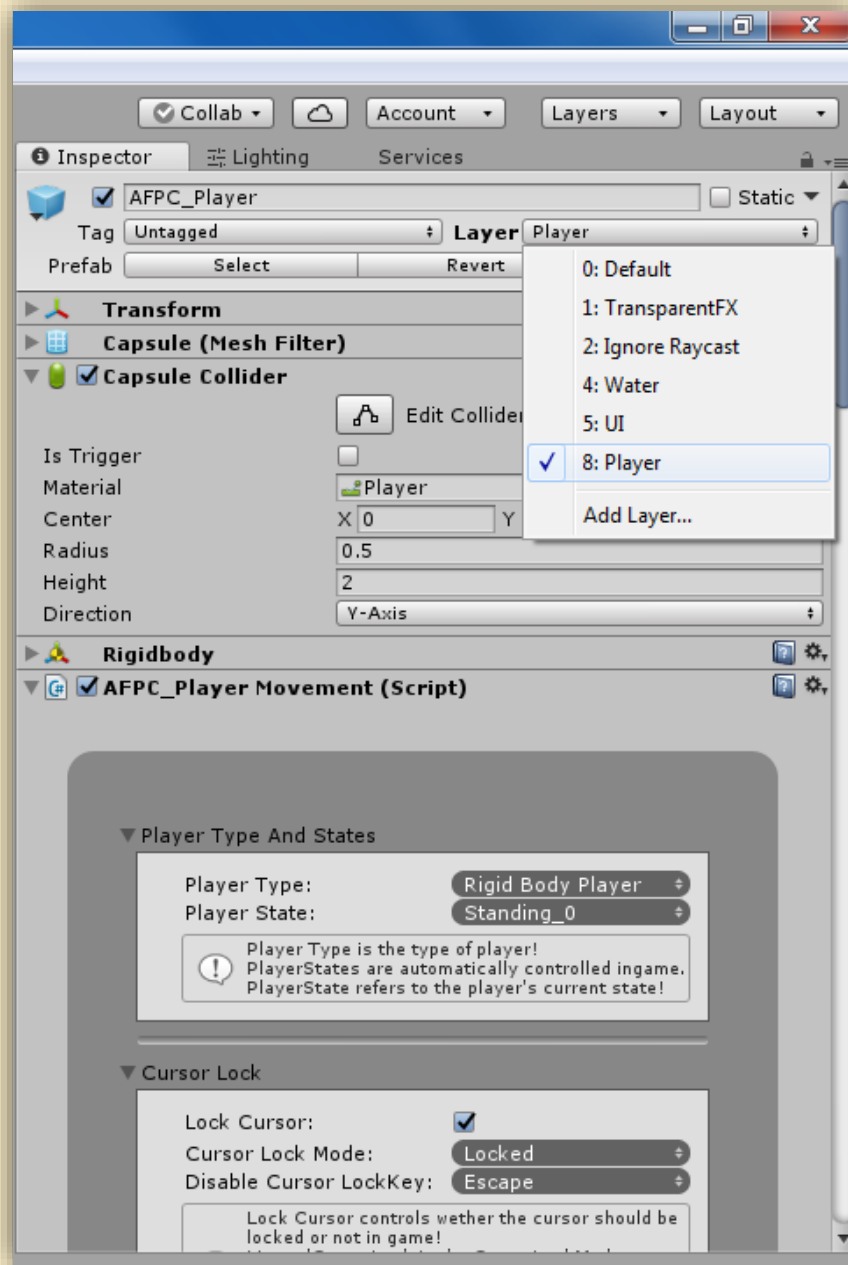 Collab Account Layers Layout
Inspector Lighting Services
AFPC_Player Static
Tag Untagged Layer Player
Prefab Select Revert
0: Default
1: TransparentFX
2: Ignore Raycast
4: Water
5: UI
8: Player
Add Layer...
Transform
Capsule (Mesh Filter)
Capsule Collider
Edit Collider
Is Trigger
Material Player
Center X 0 Y
Radius 0.5
Height 2
Direction Y-Axis
Rigidbody
AFPC_Player Movement (Script)
Player Type And States
Player Type: Rigid Body Player
Player State: Standing_0
Player Type is the type of player!
PlayerStates are automatically controlled ingame.
PlayerState refers to the player's current state!
Cursor Lock
Lock Cursor:
Cursor Lock Mode: Locked
Disable Cursor LockKey: Escape
Lock Cursor controls wether the cursor should be
locked or not in game!